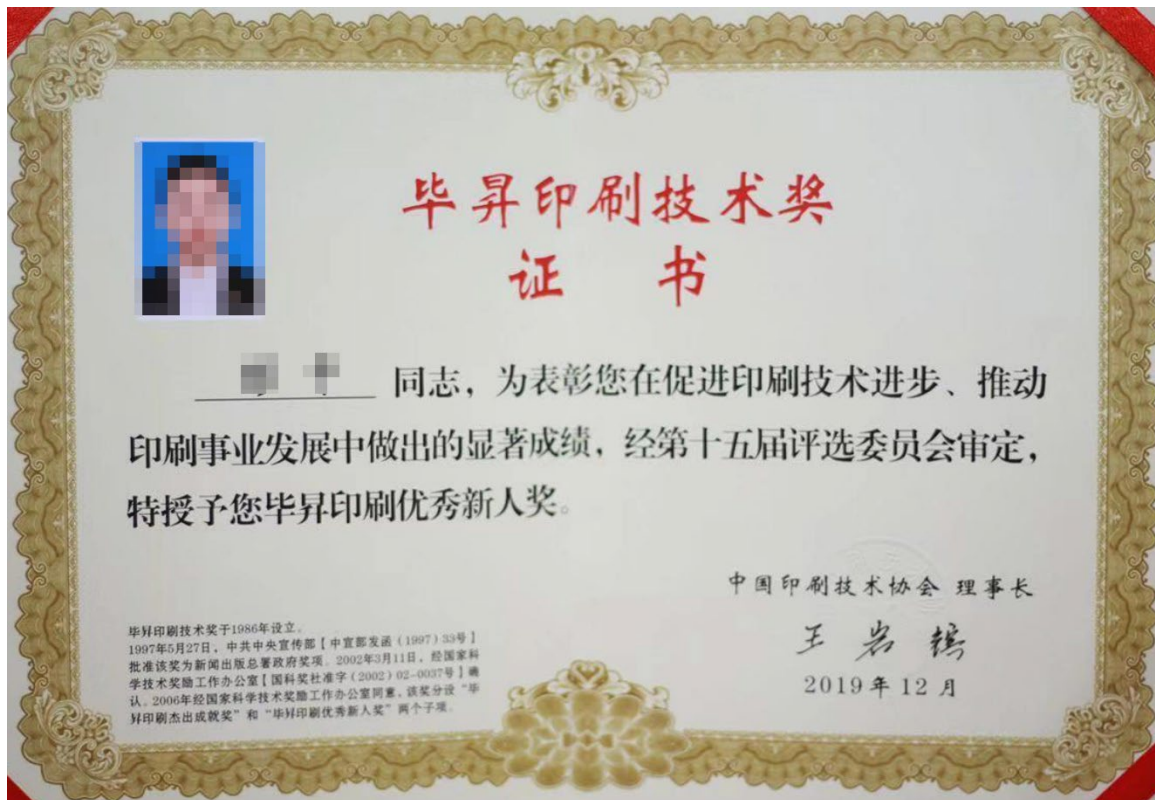 毕昇印刷技术奖
证 书
同志，为表彰您在促进印刷技术进步、推动
印刷事业发展中做出的显著成绩，经第十五届评选委员会审定，
特授予您毕昇印刷优秀新人奖。
中国印刷技术协会 理事长
王岩镔
2019年12月
毕昇印刷技术奖于1986年设立。
1997年5月27日，中共中央宣传部【中宣部发函（1997）33号】
批准该奖为新闻出版总署政府奖项。2002年3月11日，经国家科
学技术奖励工作办公室【国科奖社准字（2002）02-0037号】确
认。2006年经国家科学技术奖励工作办公室同意，该奖分设“毕
昇印刷杰出成就奖”和“毕昇印刷优秀新人奖”两个子项。